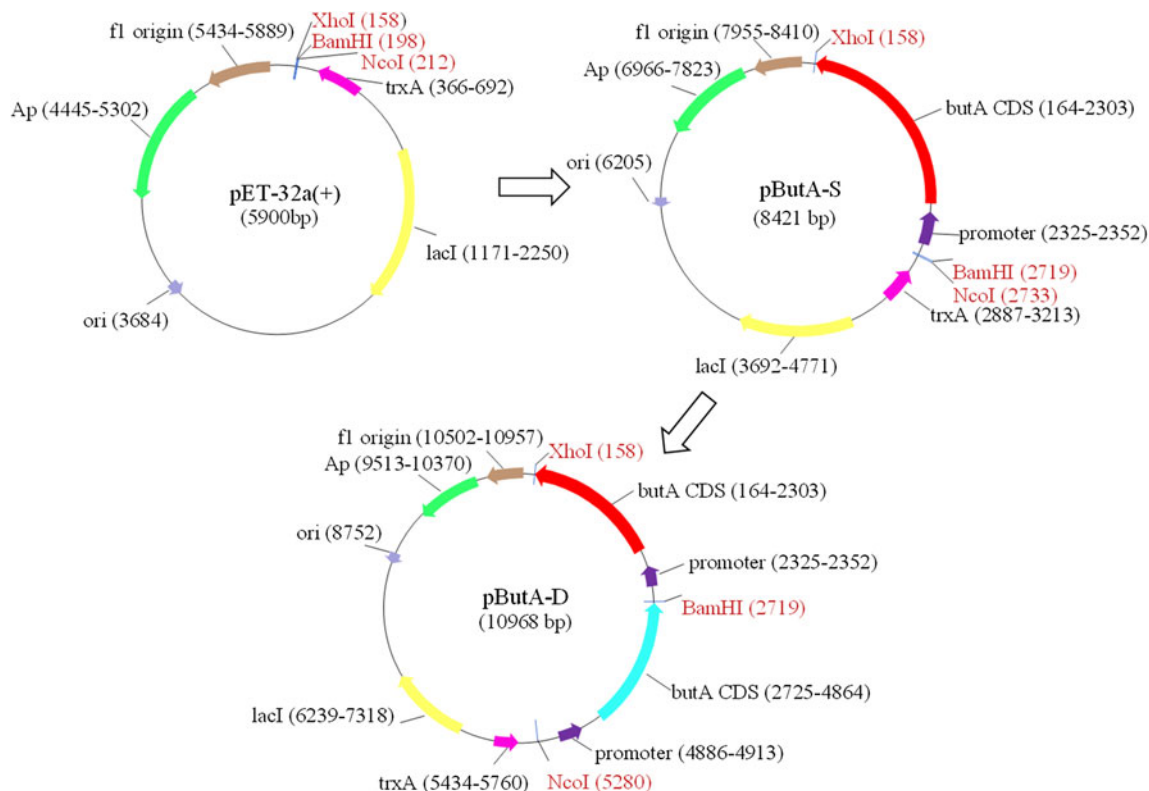 XhoI (158)
f1 origin (5434-5889)
BamHI (198)
NcoI (212)
trxA (366-692)
Ap (4445-5302)
pET-32a(+)
(5900bp)
lacI (1171-2250)
ori (3684)
f1 origin (7955-8410)
XhoI (158)
Ap (6966-7823)
butA CDS (164-2303)
ori (6205)
pButA-S
(8421 bp)
promoter (2325-2352)
BamHI (2719)
NcoI (2733)
trxA (2887-3213)
lacI (3692-4771)
f1 origin (10502-10957)
XhoI (158)
Ap (9513-10370)
butA CDS (164-2303)
ori (8752)
promoter (2325-2352)
pButA-D
(10968 bp)
BamHI (2719)
butA CDS (2725-4864)
lacI (6239-7318)
promoter (4886-4913)
trxA (5434-5760)
NcoI (5280)